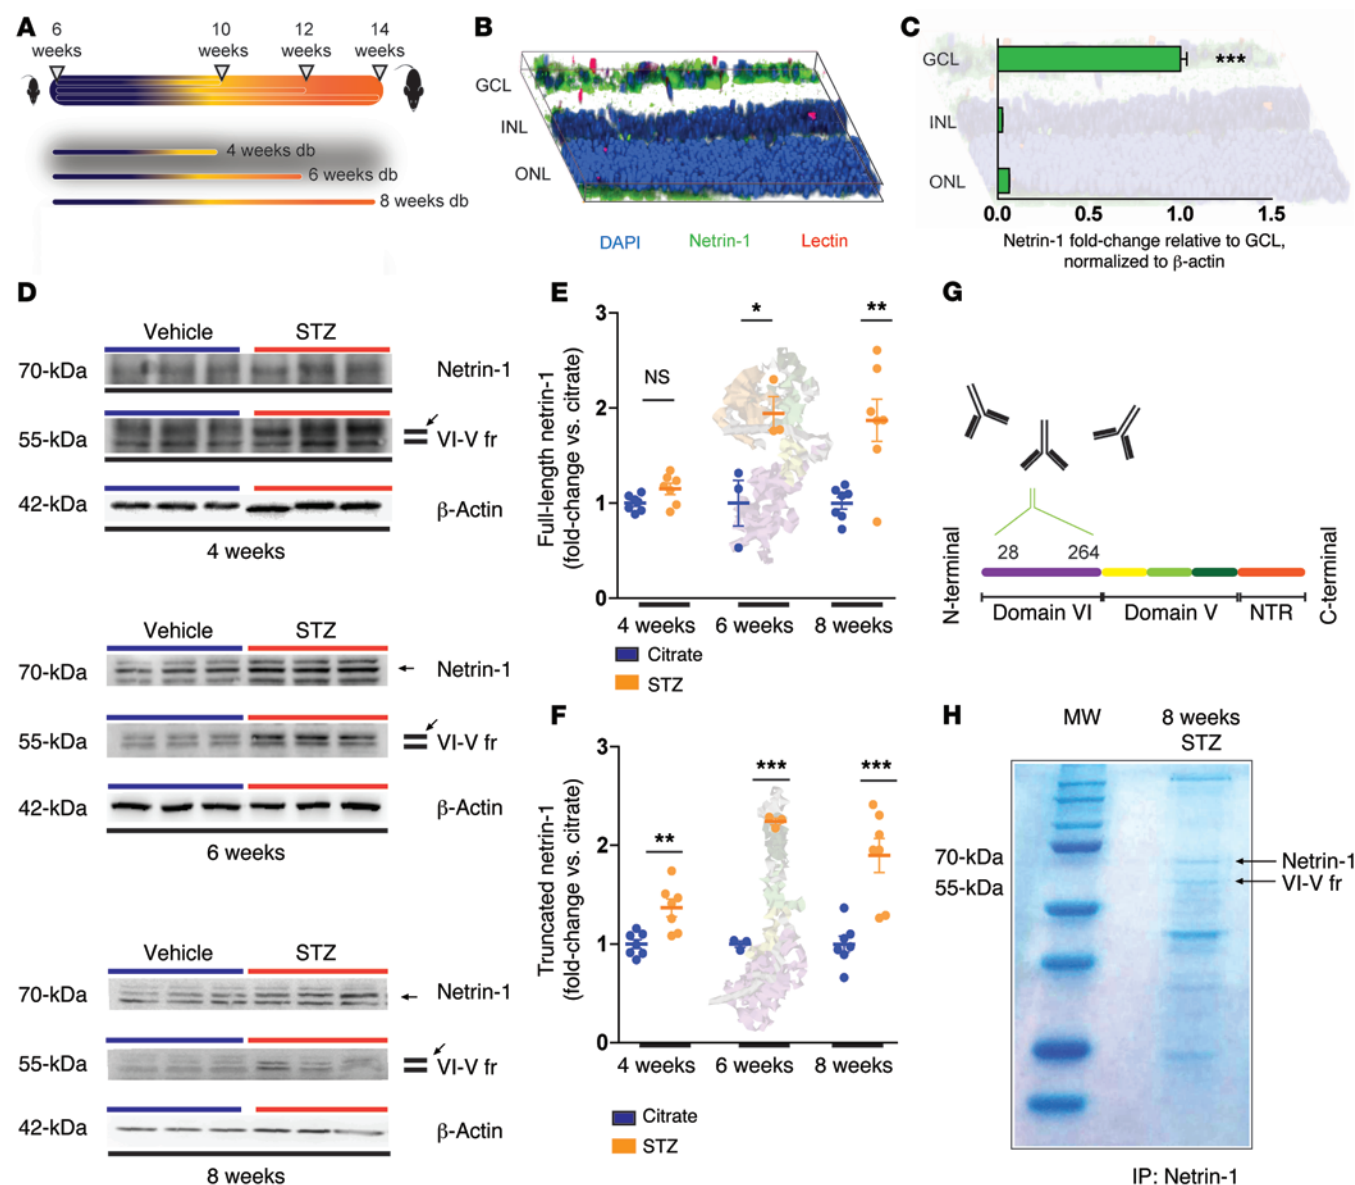 A
6
weeks
10
weeks
12
weeks
14
weeks
4 weeks db
6 weeks db
8 weeks db
B
GCL
INL
ONL
DAPI
Netrin-1
Lectin
C
GCL
***
INL
ONL
0.0
0.5
1.0
1.5
Netrin-1 fold-change relative to GCL,
normalized to β-actin
D
Vehicle
STZ
70-kDa
Netrin-1
55-kDa
VI-V fr
42-kDa
β-Actin
4 weeks
Vehicle
STZ
70-kDa
Netrin-1
55-kDa
VI-V fr
42-kDa
β-Actin
6 weeks
Vehicle
STZ
70-kDa
Netrin-1
55-kDa
VI-V fr
42-kDa
β-Actin
8 weeks
E
Full-length netrin-1
(fold-change vs. citrate)
3
2
1
0
NS
*
**
4 weeks
6 weeks
8 weeks
Citrate
STZ
F
Truncated netrin-1
(fold-change vs. citrate)
3
2
1
0
**
***
***
4 weeks
6 weeks
8 weeks
Citrate
STZ
G
N-terminal
28
264
Domain VI
Domain V
NTR
C-terminal
H
MW
8 weeks
STZ
70-kDa
Netrin-1
55-kDa
VI-V fr
IP: Netrin-1